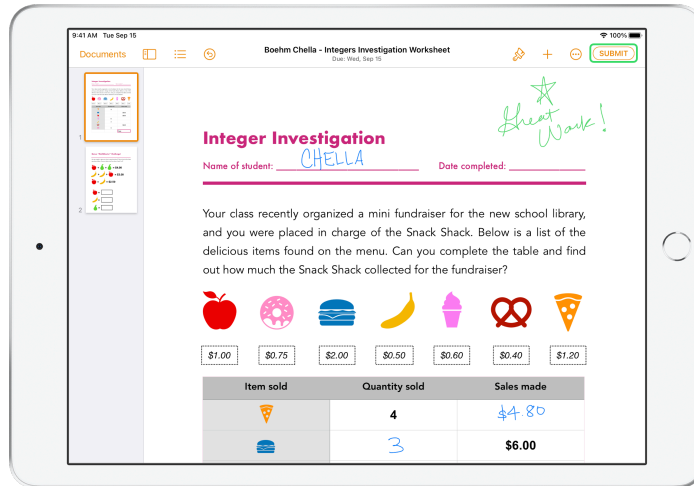 9:41 AM Tue Sep 15
100%
Documents
Boehm Chella - Integers Investigation Worksheet
Due: Wed, Sep 15
SUBMIT
1
2
Great
Work!
Integer Investigation
Name of student: CHELLA Date completed:
Your class recently organized a mini fundraiser for the new school library,
and you were placed in charge of the Snack Shack. Below is a list of the
delicious items found on the menu. Can you complete the table and find
out how much the Snack Shack collected for the fundraiser?
$1.00 $0.75 $2.00 $0.50 $0.60 $0.40 $1.20
Item sold Quantity sold Sales made
4 $4.80
3 $6.00